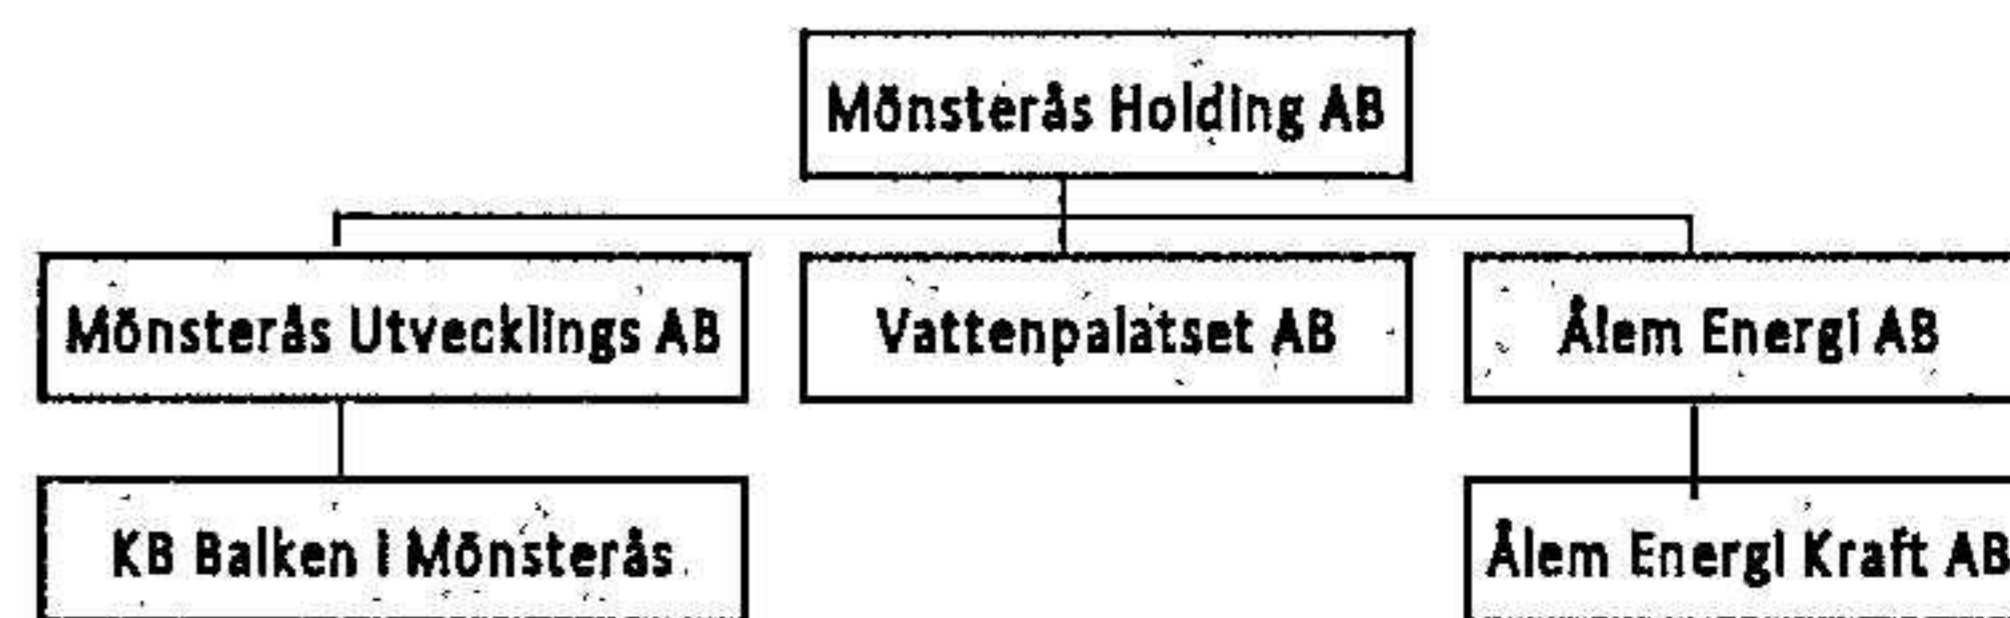 Mönsterås Holding AB
Mönsterås Utvecklings AB
Vattenpalatset AB
Ålem Energi AB
KB Balken i Mönsterås
Ålem Energi Kraft AB